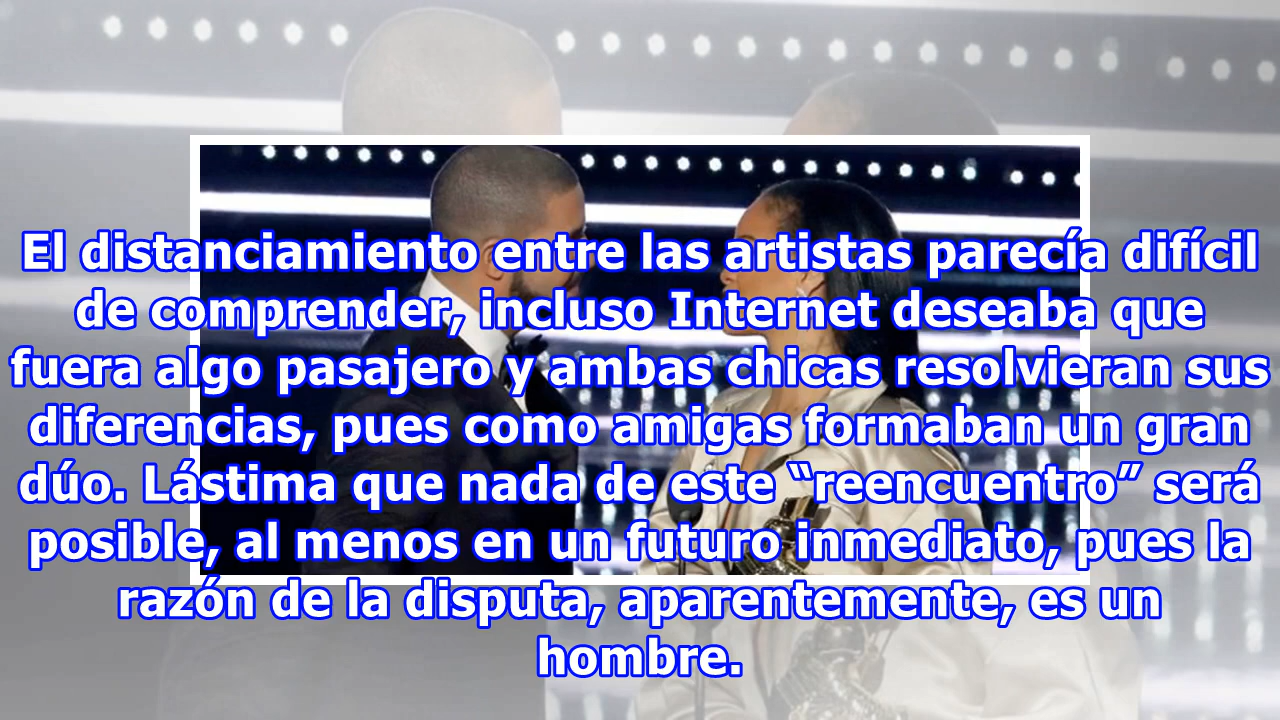 El distanciamiento entre las artistas parecía difícil
de comprender, incluso Internet deseaba que
fuera algo pasajero y ambas chicas resolvieran sus
diferencias, pues como amigas formaban un gran
dúo. Lástima que nada de este “reencuentro” será
posible, al menos en un futuro inmediato, pues la
razón de la disputa, aparentemente, es un
hombre.